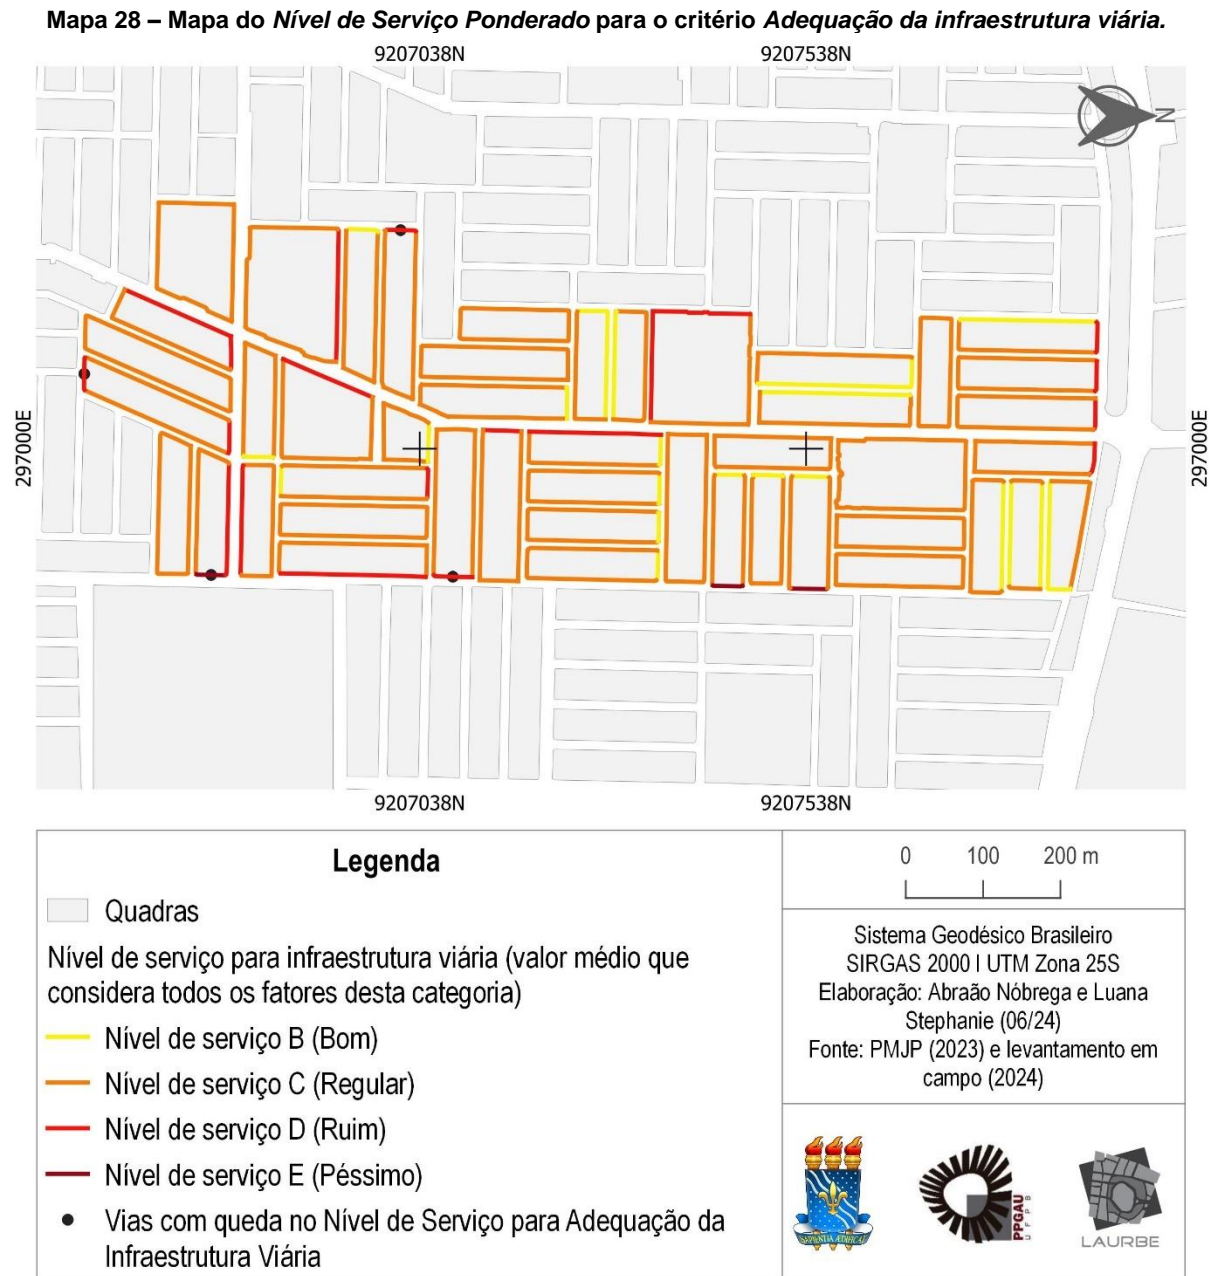 Mapa 28 – Mapa do Nível de Serviço Ponderado para o critério Adequação da infraestrutura viária.
9207038N
9207538N
N
297000E
297000E
9207038N
9207538N
Legenda
Quadras
Nível de serviço para infraestrutura viária (valor médio que
considera todos os fatores desta categoria)
Nível de serviço B (Bom)
Nível de serviço C (Regular)
Nível de serviço D (Ruim)
Nível de serviço E (Péssimo)
Vias com queda no Nível de Serviço para Adequação da
Infraestrutura Viária
0 100 200 m
Sistema Geodésico Brasileiro
SIRGAS 2000 I UTM Zona 25S
Elaboração: Abraão Nóbrega e Luana
Stephanie (06/24)
Fonte: PMJP (2023) e levantamento em
campo (2024)
PPGAU
UFPB
LAURBE